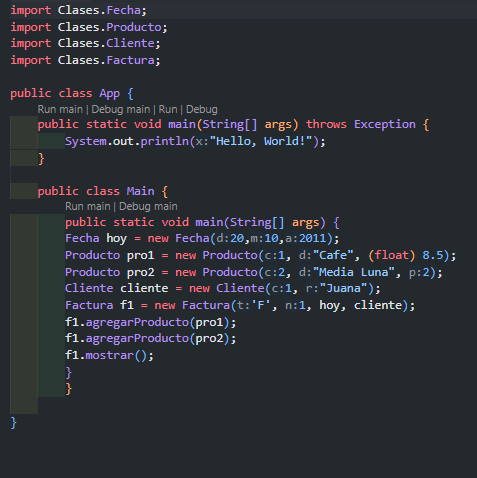 import Clases.Fecha;
import Clases.Producto;
import Clases.Cliente;
import Clases.Factura;
public class App {
Run main | Debug main | Run | Debug
public static void main(String[] args) throws Exception {
System.out.println(x:"Hello, World!");
}
public class Main {
Run main | Debug main
public static void main(String[] args) {
Fecha hoy = new Fecha(d:20,m:10,a:2011);
Producto pro1 = new Producto(c:1, d:"Cafe", (float) 8.5);
Producto pro2 = new Producto(c:2, d:"Media Luna", p:2);
Cliente cliente = new Cliente(c:1, r:"Juana");
Factura f1 = new Factura(t:'F', n:1, hoy, cliente);
f1.agregarProducto(pro1);
f1.agregarProducto(pro2);
f1.mostrar();
}
}
}